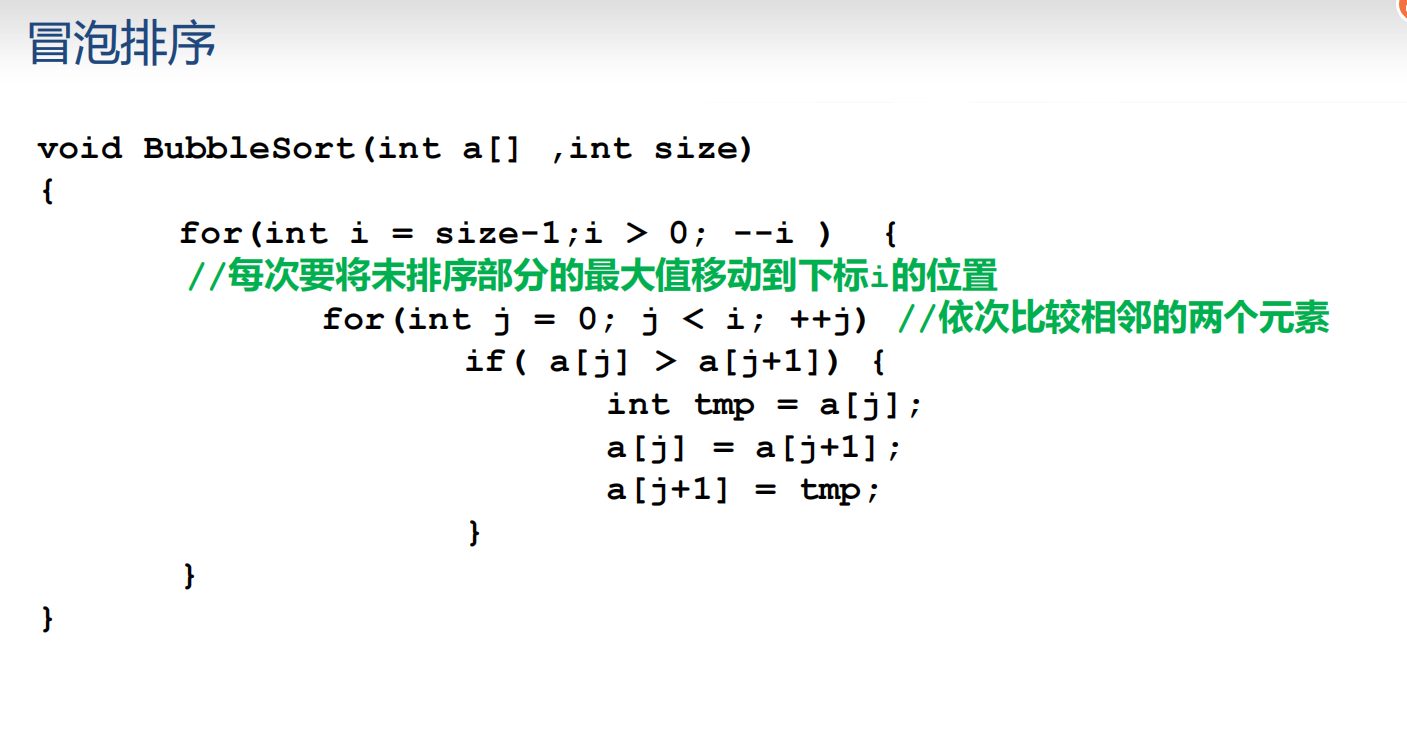 冒泡排序
void BubbleSort(int a[] ,int size)
{
for(int i = size-1;i > 0; --i )  {
//每次要将未排序部分的最大值移动到下标i的位置
for(int j = 0; j < i; ++j) //依次比较相邻的两个元素
if( a[j] > a[j+1]) {
int tmp = a[j];
a[j] = a[j+1];
a[j+1] = tmp;
}
}
}